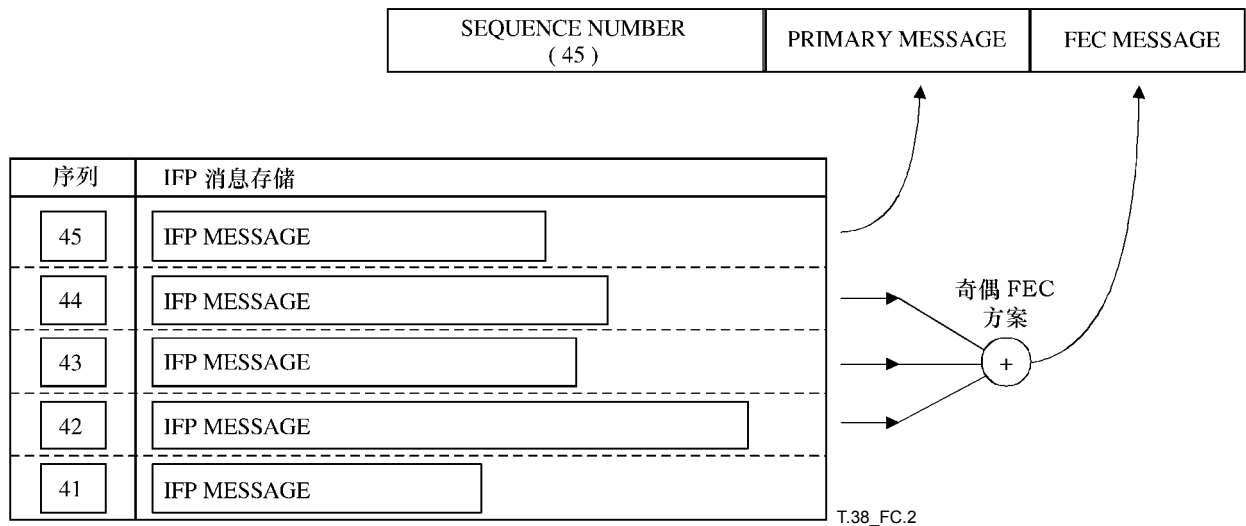 SEQUENCE NUMBER
( 45 )
PRIMARY MESSAGE
FEC MESSAGE
序列
IFP 消息存储
45
IFP MESSAGE
44
IFP MESSAGE
43
IFP MESSAGE
42
IFP MESSAGE
41
IFP MESSAGE
奇偶 FEC
方案
+
T.38_FC.2